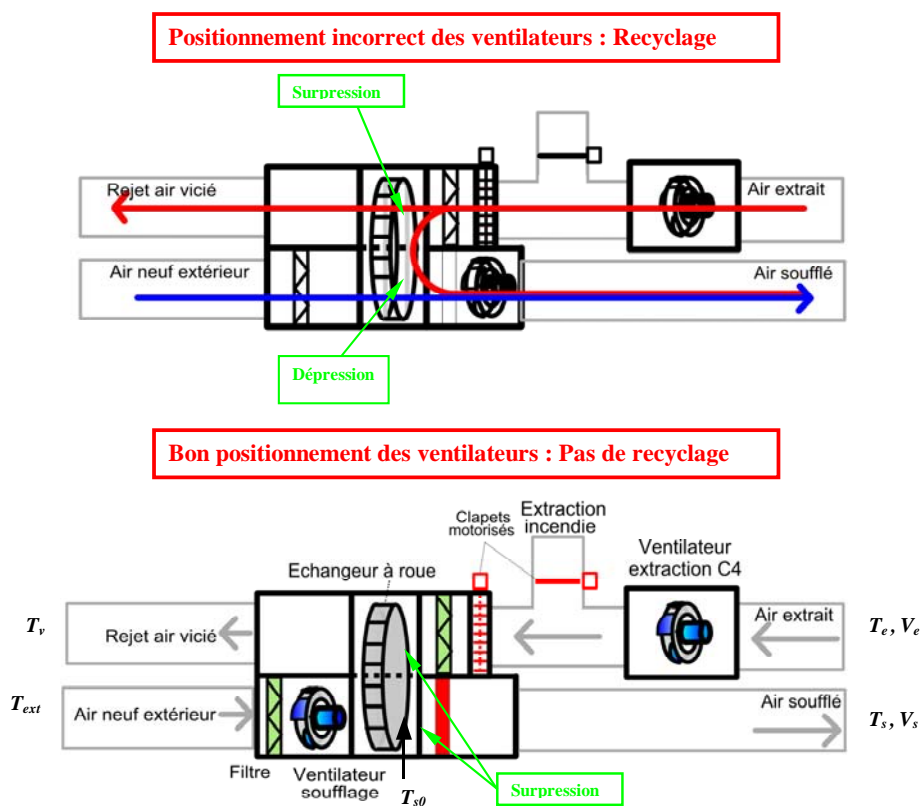 Positionnement incorrect des ventilateurs : Recyclage
Surpression
Rejet air vicié
Air extrait
Air neuf extérieur
Air soufflé
Dépression
Bon positionnement des ventilateurs : Pas de recyclage
Clapets
motorisés
Extraction
incendie
Ventilateur
extraction C4
Echangeur à roue
Tv
Rejet air vicié
Air extrait
Te , Ve
Text
Air neuf extérieur
Air soufflé
Ts , Vs
Filtre
Ventilateur
soufflage
Ts0
Surpression